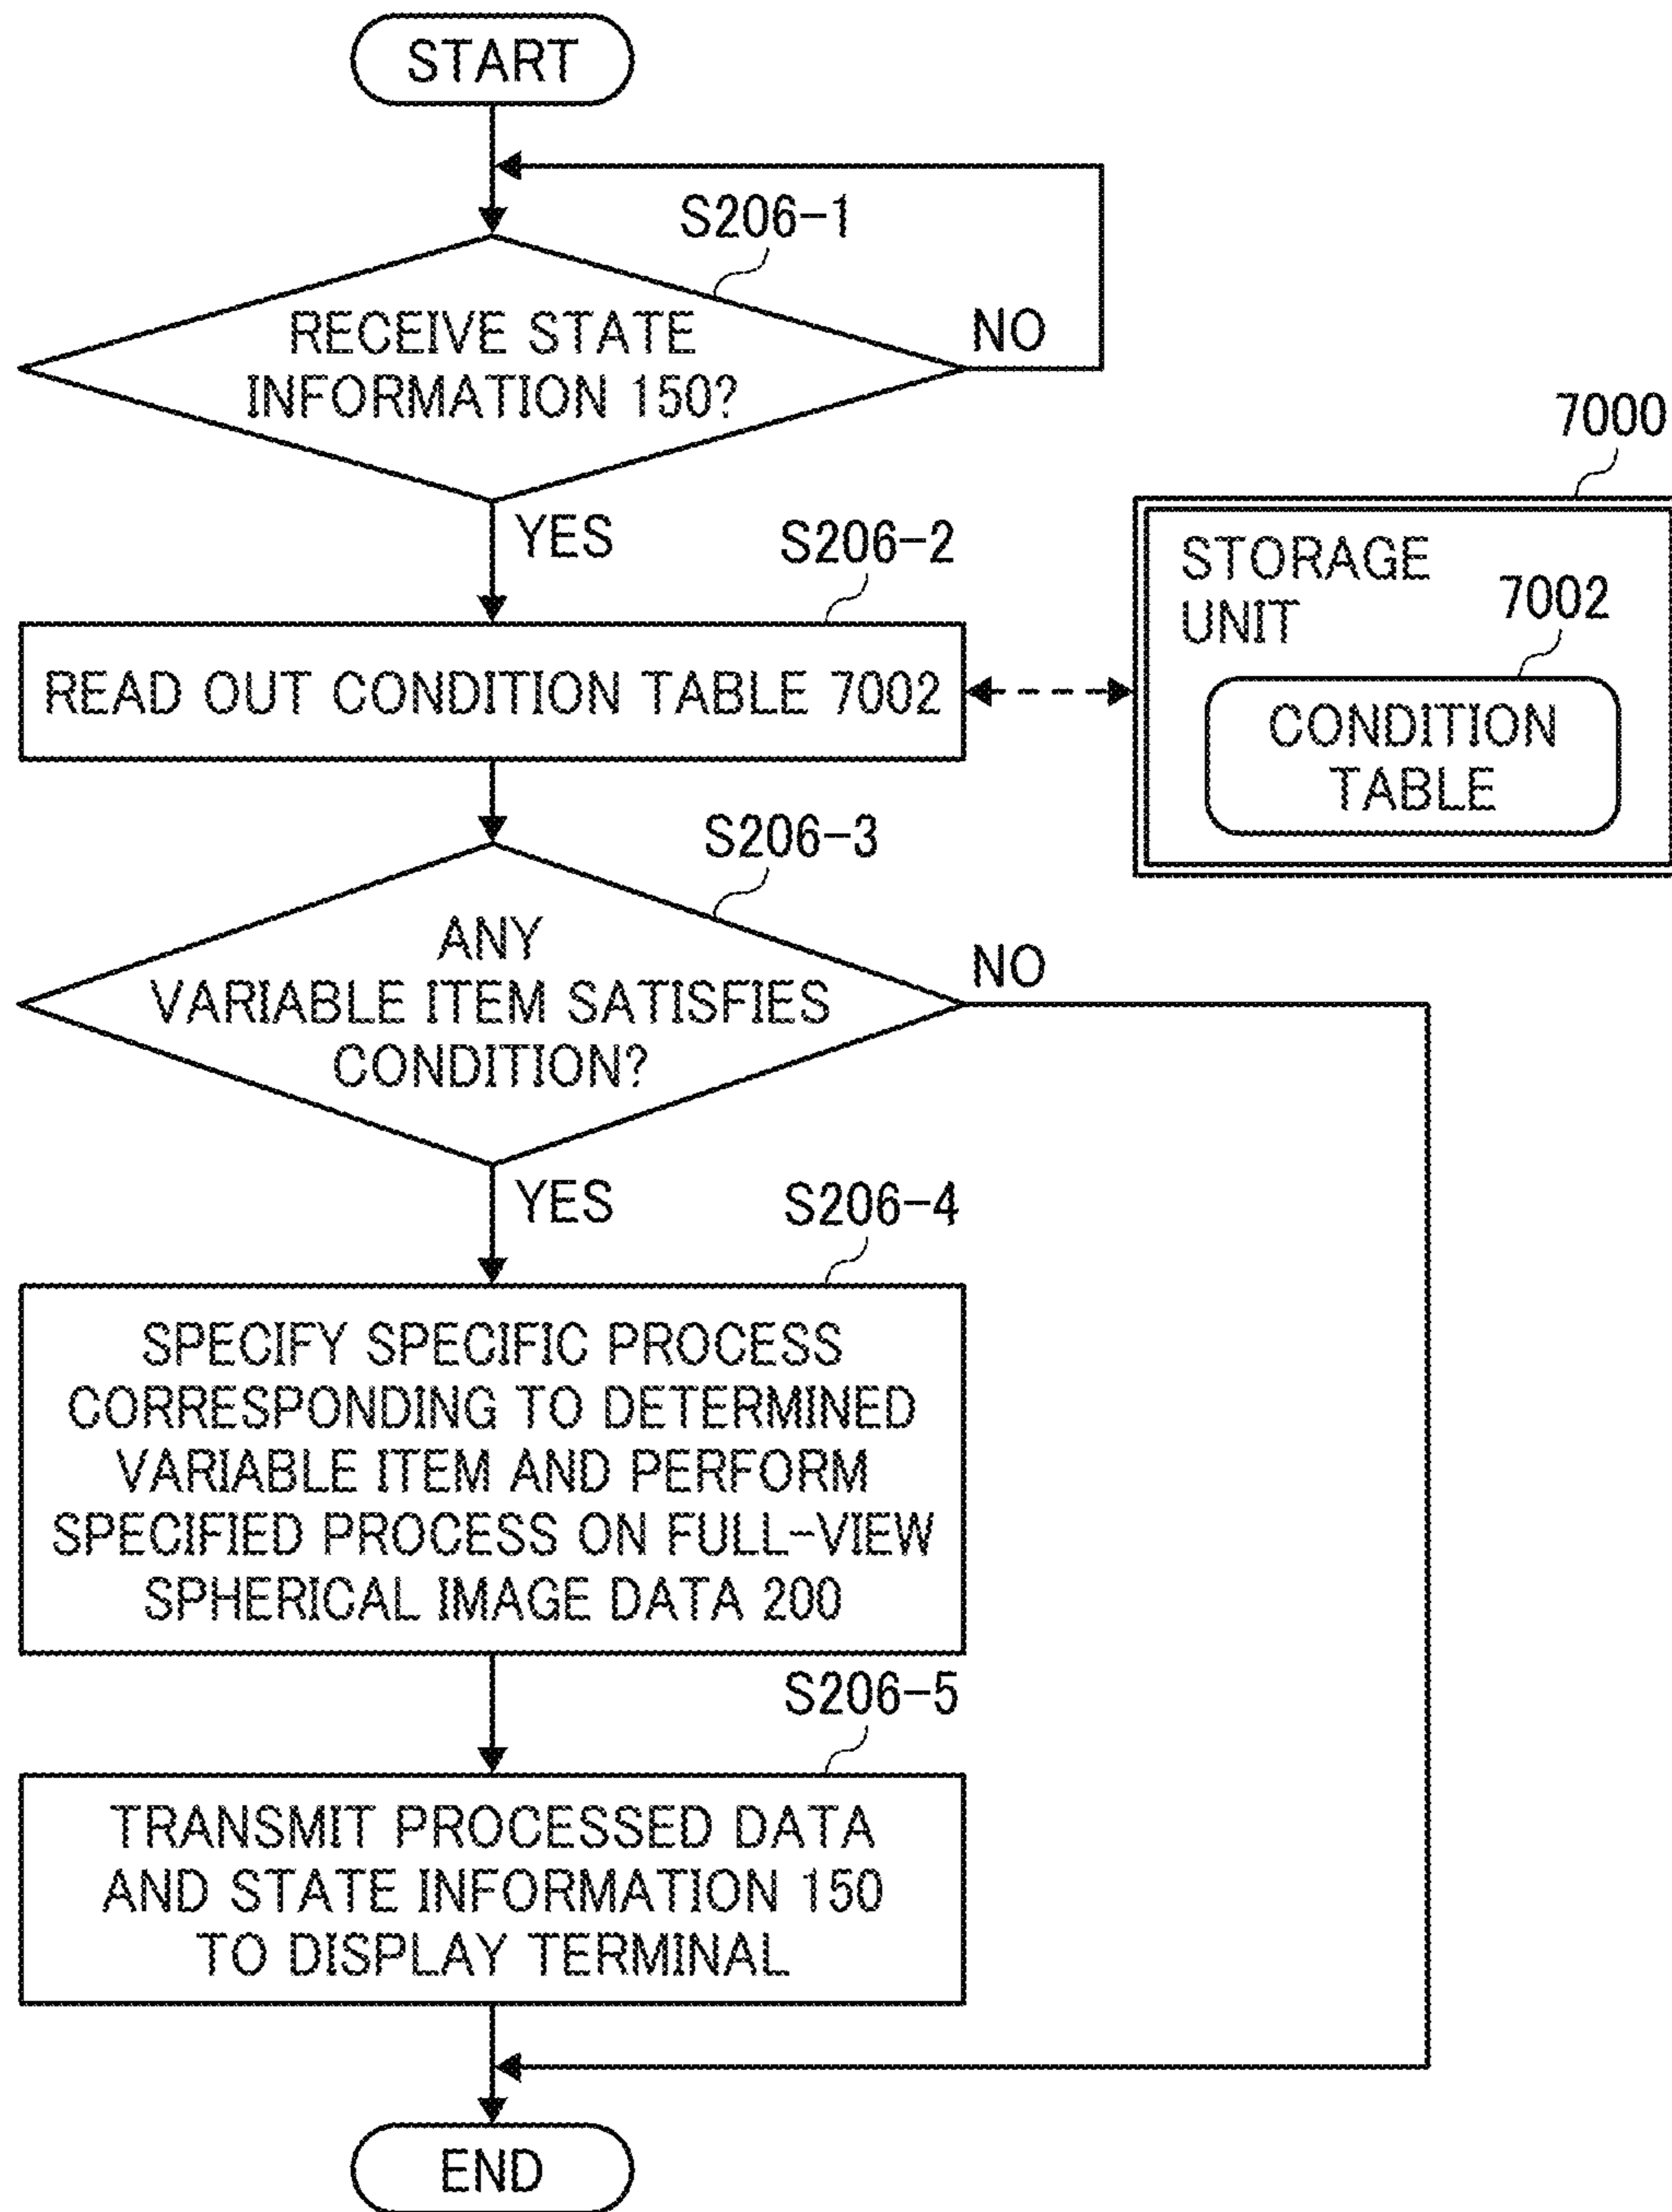 START
S206-1
RECEIVE STATE
INFORMATION 150?
NO
YES
S206-2
READ OUT CONDITION TABLE 7002
7000
STORAGE
UNIT
7002
CONDITION
TABLE
S206-3
ANY
VARIABLE ITEM SATISFIES
CONDITION?
NO
YES
S206-4
SPECIFY SPECIFIC PROCESS
CORRESPONDING TO DETERMINED
VARIABLE ITEM AND PERFORM
SPECIFIED PROCESS ON FULL-VIEW
SPHERICAL IMAGE DATA 200
S206-5
TRANSMIT PROCESSED DATA
AND STATE INFORMATION 150
TO DISPLAY TERMINAL
END